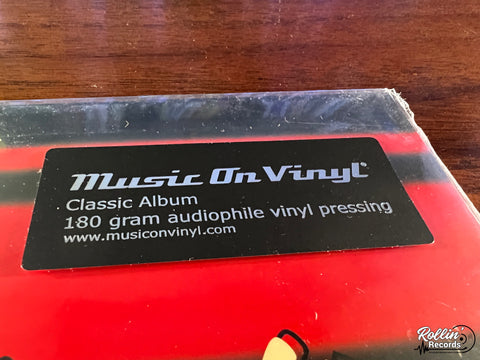 Music On Vinyl®
Classic Album
180 gram audiophile vinyl pressing
www.musiconvinyl.com
Rollin'
Records